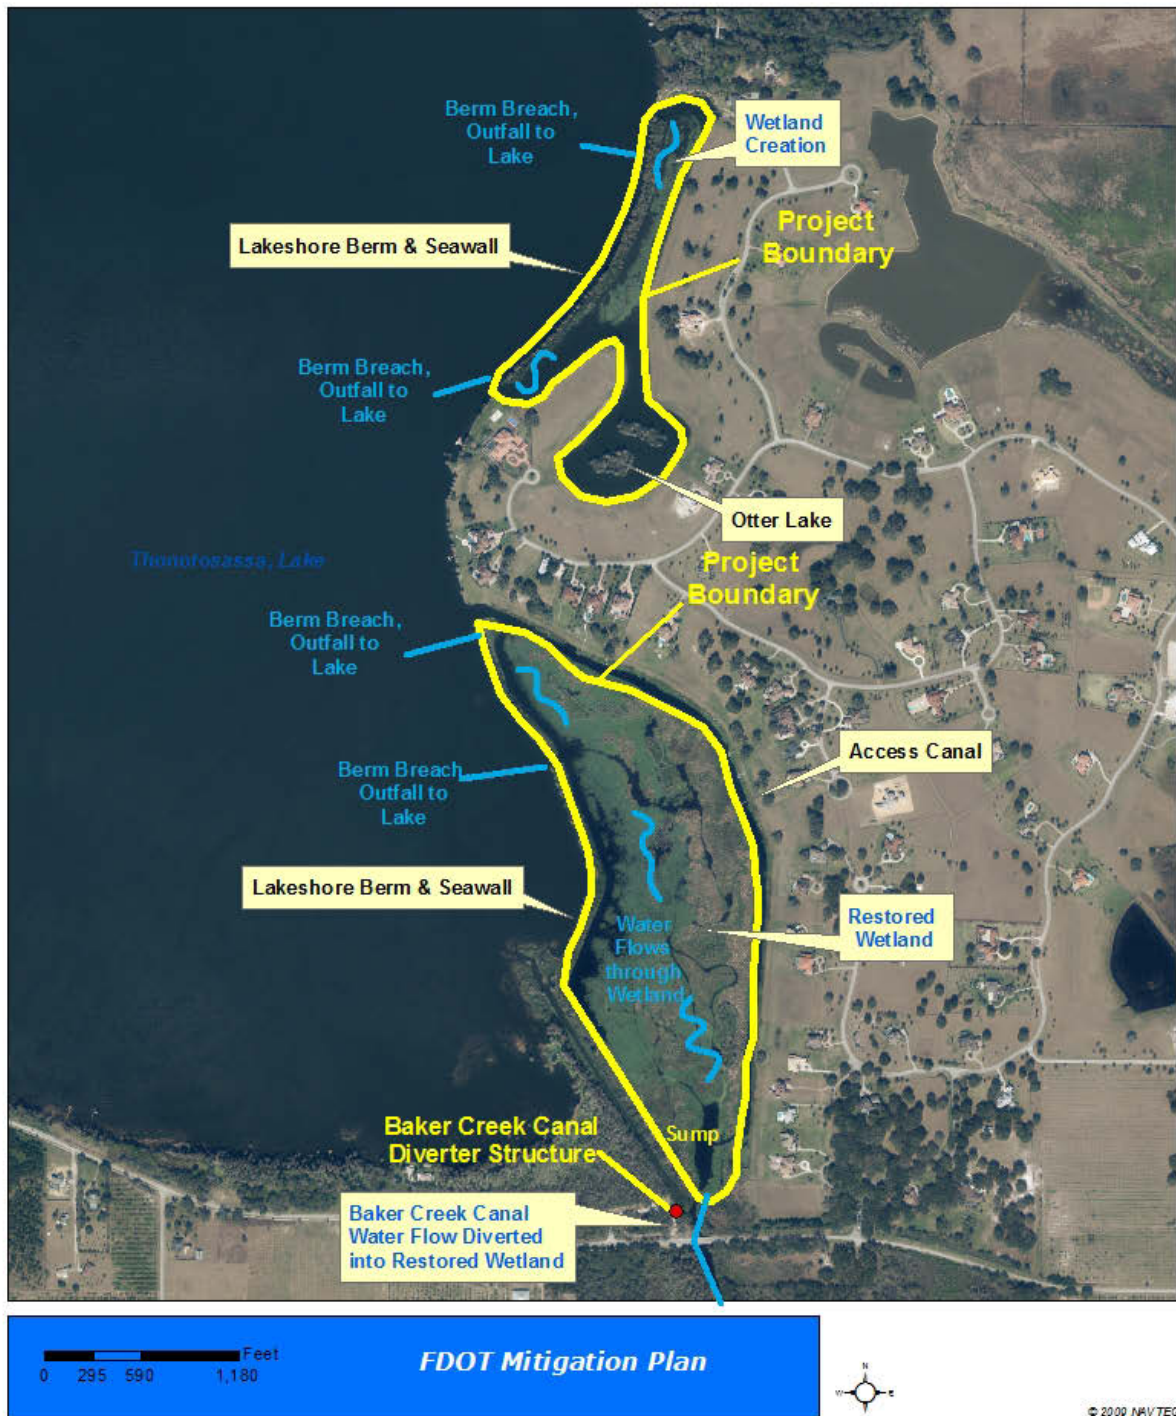 Berm Breach,
Outfall to
Lake
Wetland
Creation
Lakeshore Berm & Seawall
Project
Boundary
Berm Breach,
Outfall to
Lake
Otter Lake
Thonotosassa, Lake
Project
Boundary
Berm Breach,
Outfall to
Lake
Access Canal
Berm Breach
Outfall to
Lake
Lakeshore Berm & Seawall
Restored
Wetland
Water
Flows
through
Wetland
Baker Creek Canal
Diverter Structure
Sump
Baker Creek Canal
Water Flow Diverted
into Restored Wetland
Feet
0 295 590 1,180
FDOT Mitigation Plan
N
W E
S
© 2009 NAVTEQ